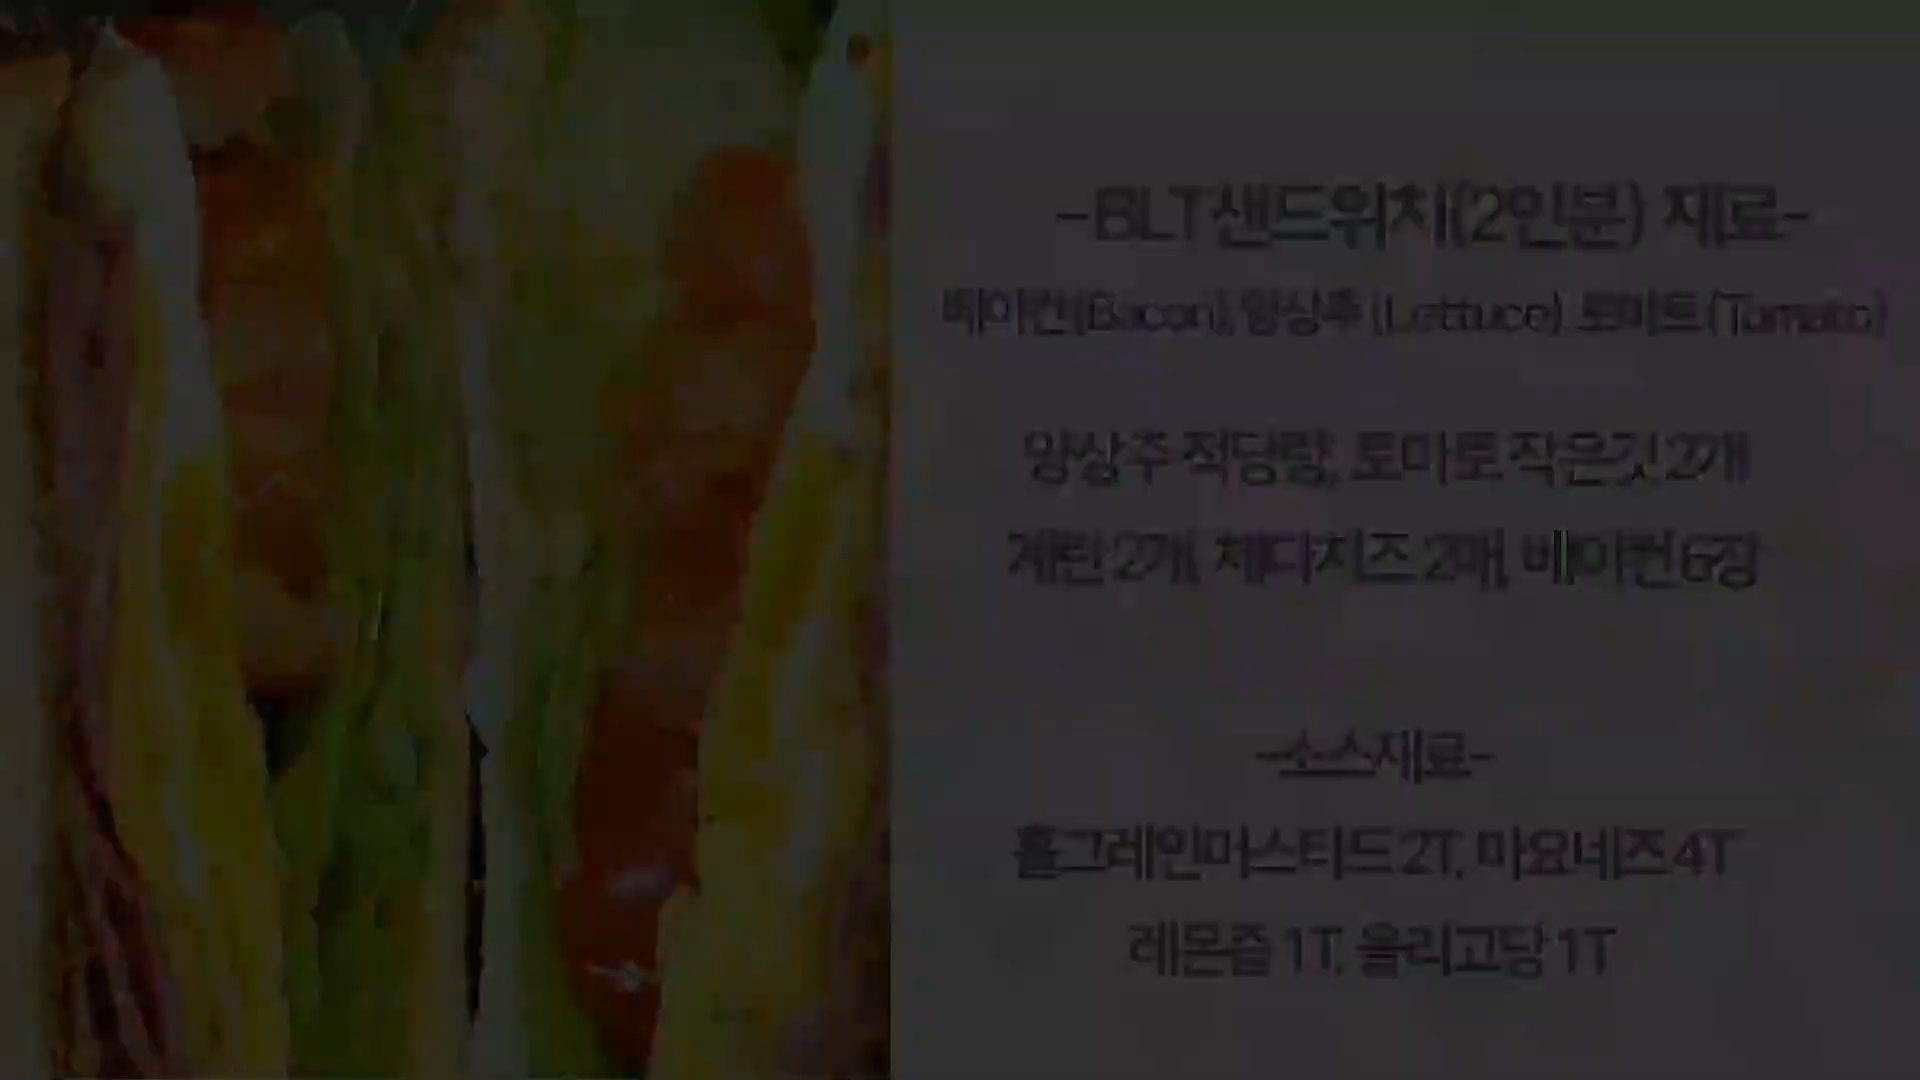 -BLT샌드위치(2인분) 재료-
베이컨(Bacon), 양상추 (Lettuce) 토마토(Tomato)
양상추 적당량, 토마토 작은것 2개
계란 2개, 체다치즈 2매, 베이컨 6장
-소스재료-
홀그레인머스터드 2T, 마요네즈 4T
레몬즙 1T, 올리고당 1T